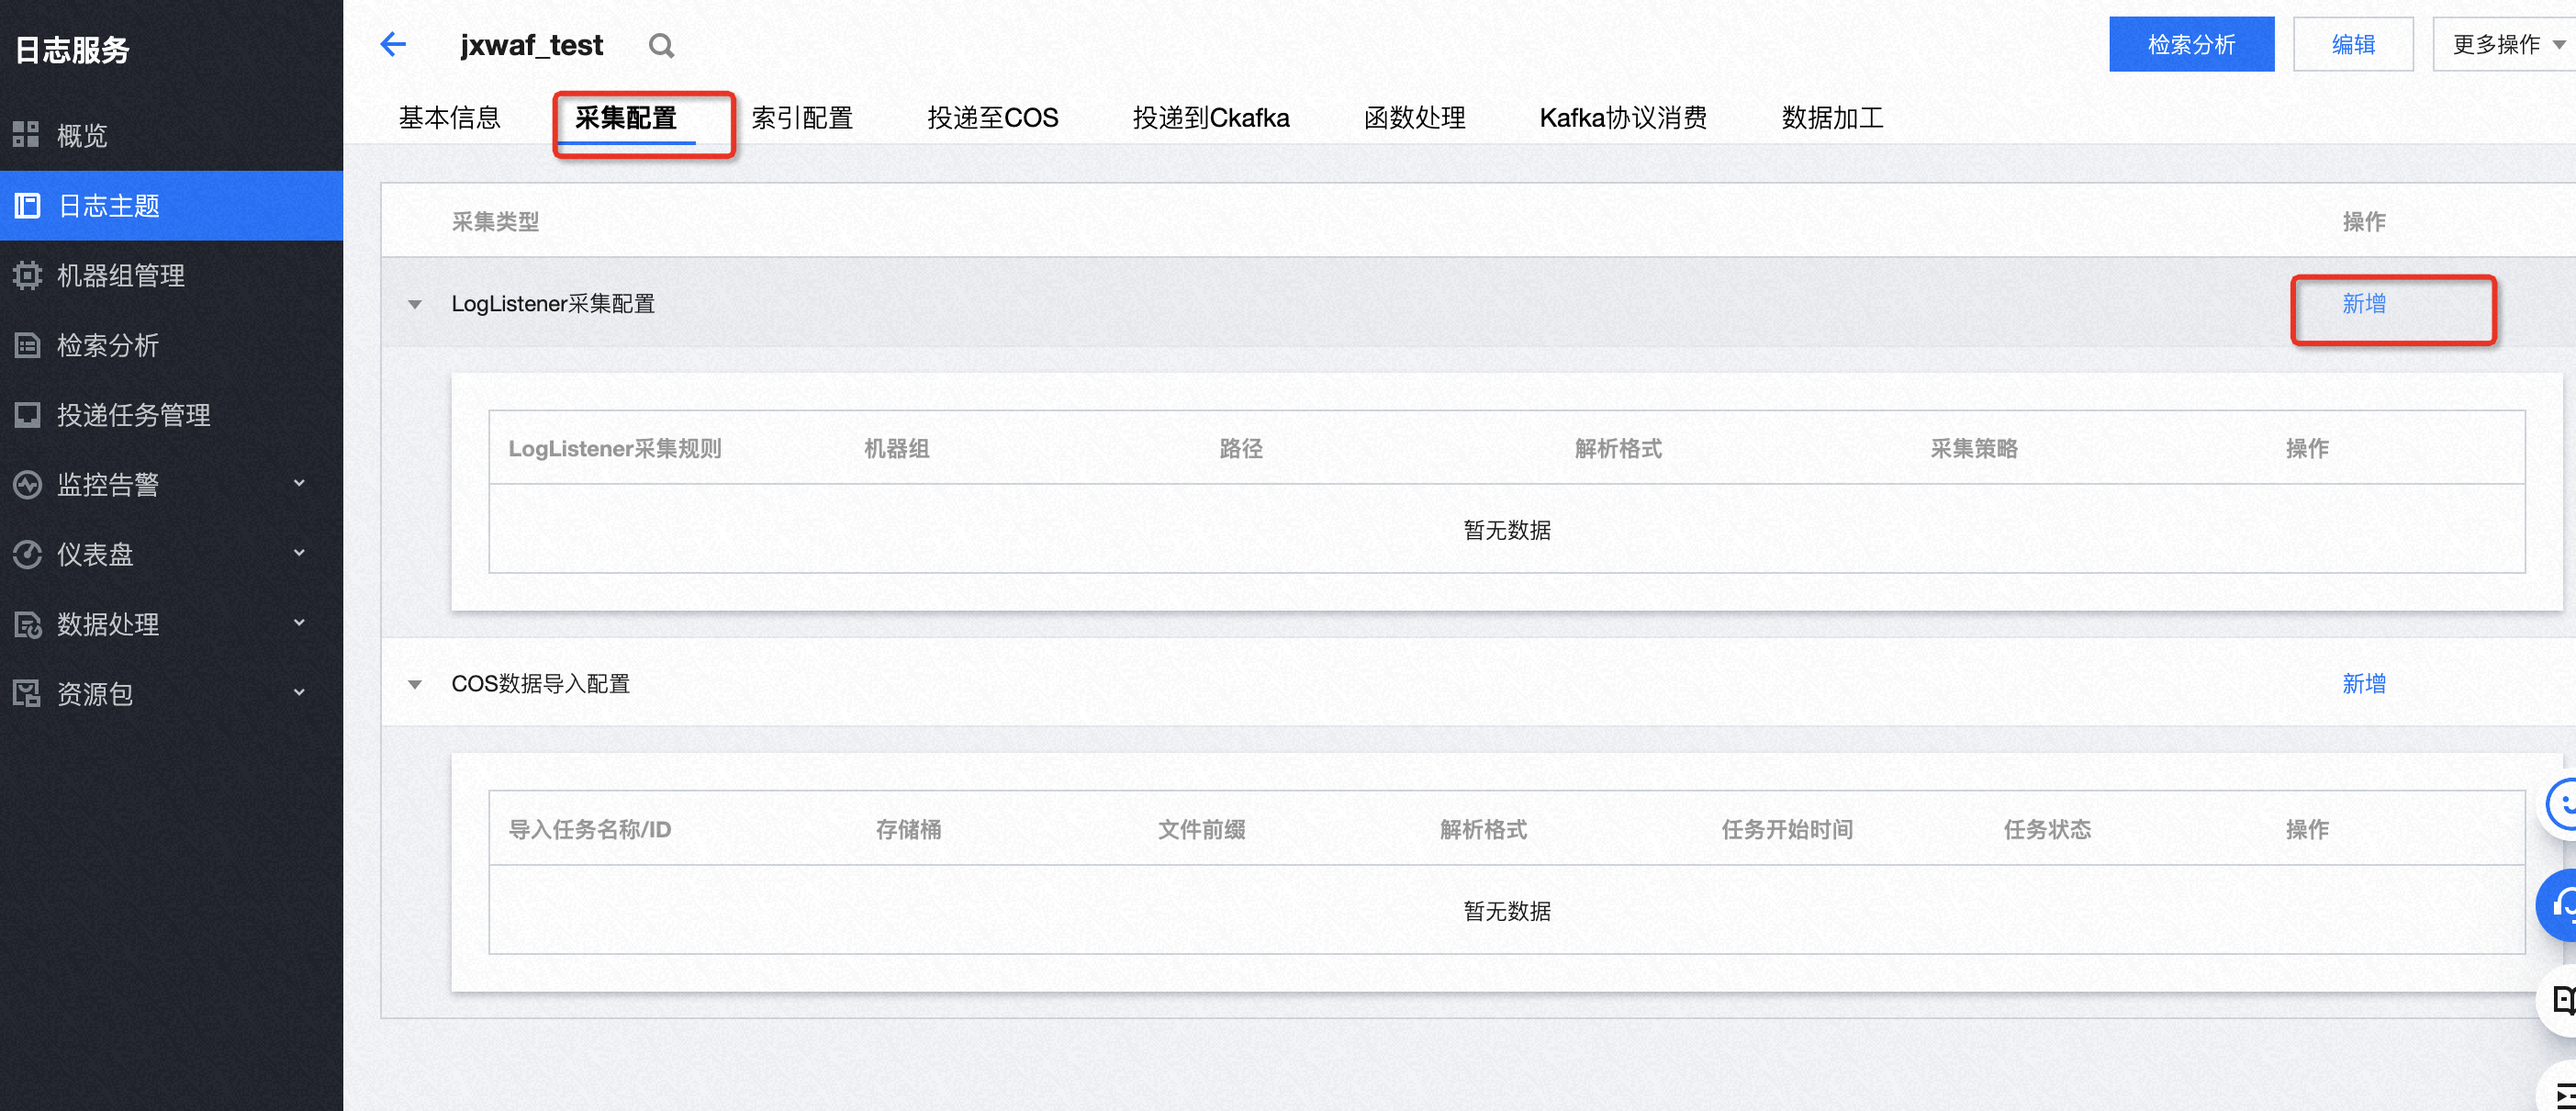 日志服务
概览
日志主题
机器组管理
检索分析
投递任务管理
监控告警
仪表盘
数据处理
资源包
jxwaf_test
检索分析 编辑 更多操作
基本信息 采集配置 索引配置 投递至COS 投递到Ckafka 函数处理 Kafka协议消费 数据加工
采集类型 操作
LogListener采集配置 新增
LogListener采集规则 机器组 路径 解析格式 采集策略 操作
暂无数据
COS数据导入配置 新增
导入任务名称/ID 存储桶 文件前缀 解析格式 任务开始时间 任务状态 操作
暂无数据